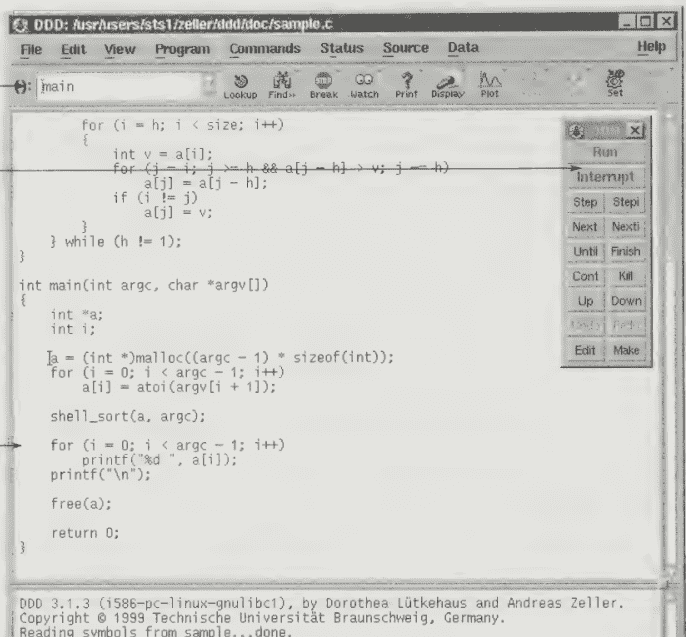 DDD: /usr/users/sts1/zeller/ddd/doc/sample.c
File Edit View Program Commands Status Source Data Help
main
Lookup Find>> Break Watch Print Display Plot Set
for (i = h; i < size; i++)
{
int v = a[i];
for (j = i; j >= h && a[j - h] > v; j -= h)
a[j] = a[j - h];
if (i != j)
a[j] = v;
}
} while (h != 1);
}
int main(int argc, char *argv[])
{
int *a;
int i;
a = (int *)malloc((argc - 1) * sizeof(int));
for (i = 0; i < argc - 1; i++)
a[i] = atoi(argv[i + 1]);
shell_sort(a, argc);
for (i = 0; i < argc - 1; i++)
printf("%d ", a[i]);
printf("\n");
free(a);
return 0;
}
Run
Interrupt
Step Stepi
Next Nexti
Until Finish
Cont Kill
Up Down
Undo Redo
Edit Make
DDD 3.1.3 (i586-pc-linux-gnulibc1), by Dorothea Lütkehaus and Andreas Zeller.
Copyright © 1999 Technische Universität Braunschweig, Germany.
Reading symbols from sample...done.